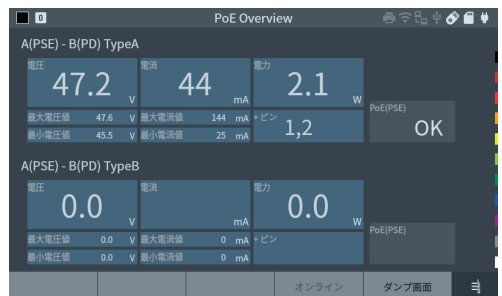 0 PoE Overview
A(PSE) - B(PD) TypeA
電圧 電流 電力
47.2 V 44 mA 2.1 W
最大電圧値 47.6 V 最大電流値 144 mA +ピン 1,2
最小電圧値 45.5 V 最小電流値 25 mA
PoE(PSE)
OK
A(PSE) - B(PD) TypeB
電圧 電流 電力
0.0 V mA 0.0 W
最大電圧値 0.0 V 最大電流値 0 mA +ピン
最小電圧値 0.0 V 最小電流値 0 mA
PoE(PSE)
オンライン ダンプ画面